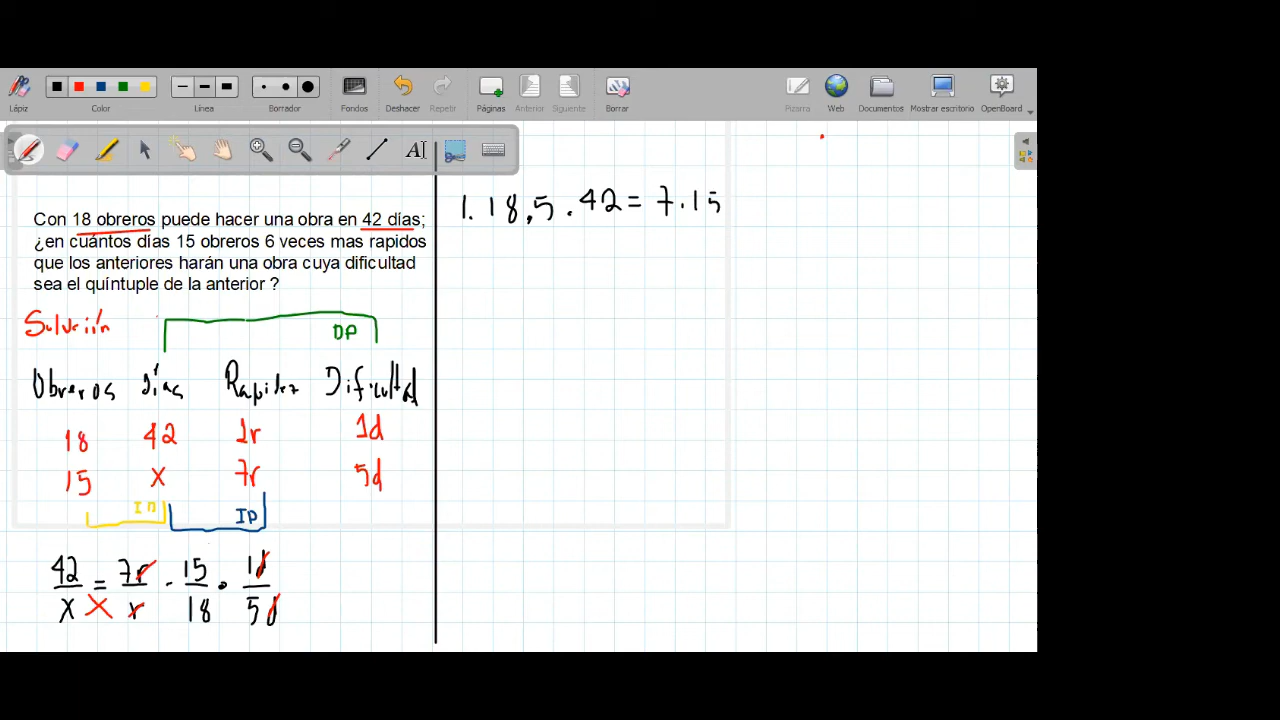 Lápiz
Color
Línea
Borrador
Fondos
Deshacer
Repetir
Páginas
Anterior
Siguiente
Borrar
Pizarra
Web
Documentos
Mostrar escritorio
OpenBoard
Con 18 obreros puede hacer una obra en 42 días;
¿en cuántos días 15 obreros 6 veces mas rapidos
que los anteriores harán una obra cuya dificultad
sea el quíntuple de la anterior ?
Solución
DP
Obreros Días Rapidez Dificultad
18 42 1r 1d
15 x 7r 5d
IP IP
42/x = 7r/r · 15/18 · 1d/5d
1.18.5.42=7.15